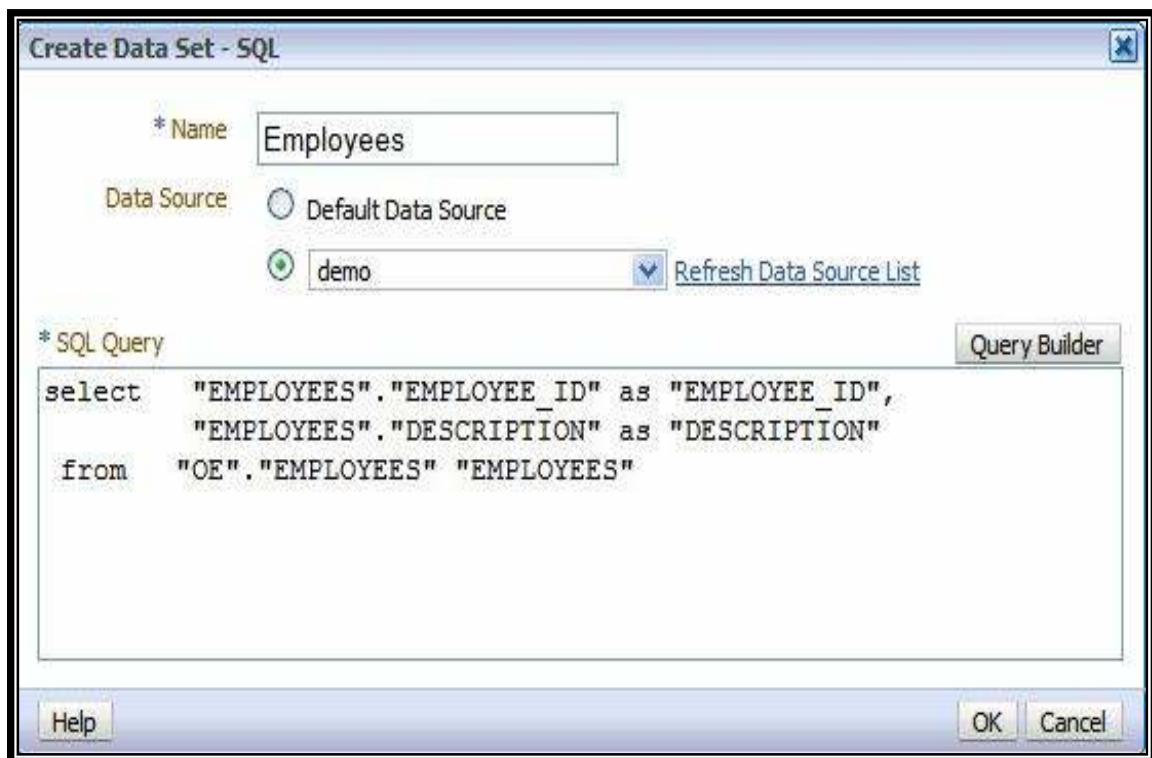 Create Data Set - SQL
* Name Employees
Data Source Default Data Source
demo Refresh Data Source List
* SQL Query Query Builder
select "EMPLOYEES"."EMPLOYEE_ID" as "EMPLOYEE_ID",
"EMPLOYEES"."DESCRIPTION" as "DESCRIPTION"
from "OE"."EMPLOYEES" "EMPLOYEES"
Help OK Cancel